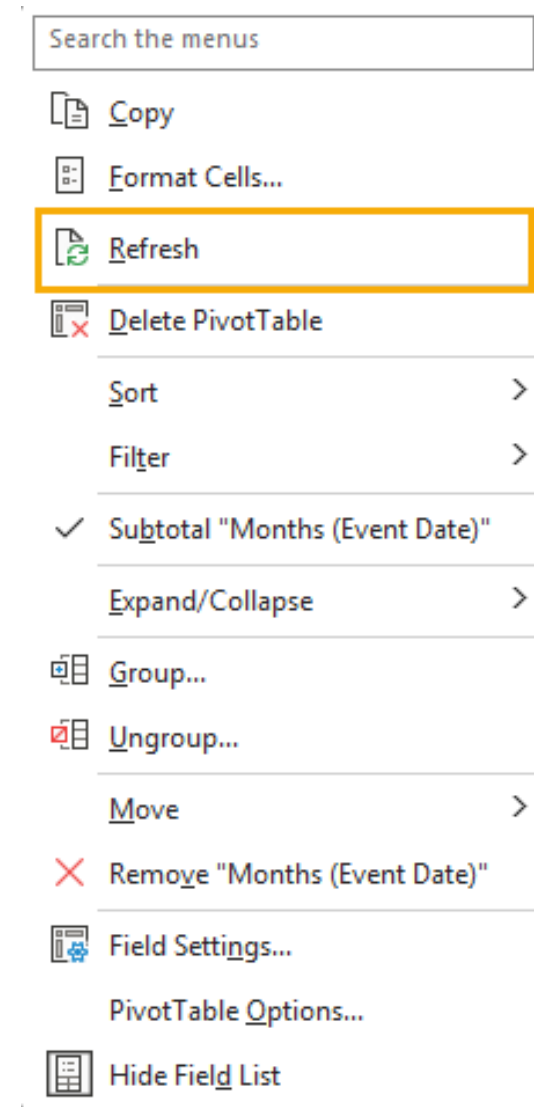 Search the menus
Copy
Format Cells...
Refresh
Delete PivotTable
Sort
Filter
Subtotal "Months (Event Date)"
Expand/Collapse
Group...
Ungroup...
Move
Remove "Months (Event Date)"
Field Settings...
PivotTable Options...
Hide Field List